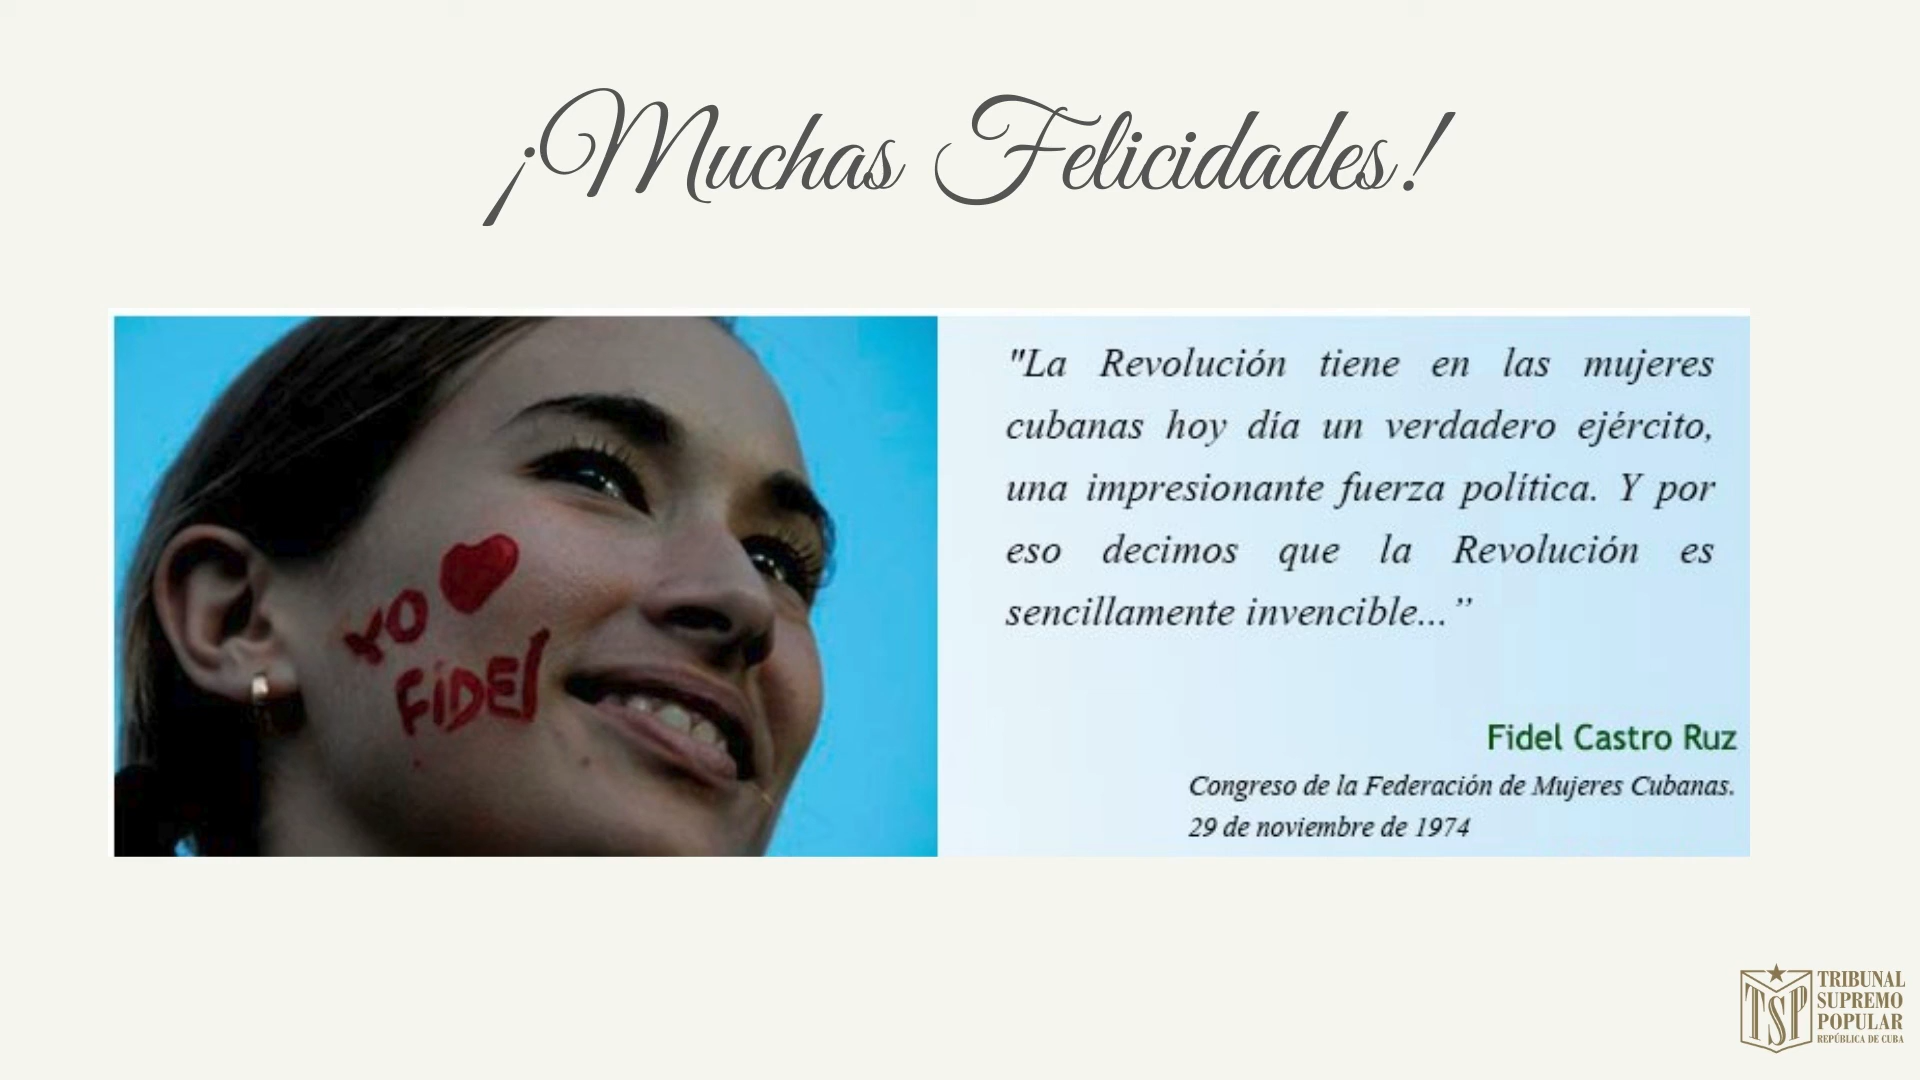 ¡Muchas Felicidades!
YO
FIDEl
"La Revolución tiene en las mujeres
cubanas hoy día un verdadero ejército,
una impresionante fuerza política. Y por
eso decimos que la Revolución es
sencillamente invencible...”
Fidel Castro Ruz
Congreso de la Federación de Mujeres Cubanas.
29 de noviembre de 1974
TSP
TRIBUNAL
SUPREMO
POPULAR
REPÚBLICA DE CUBA